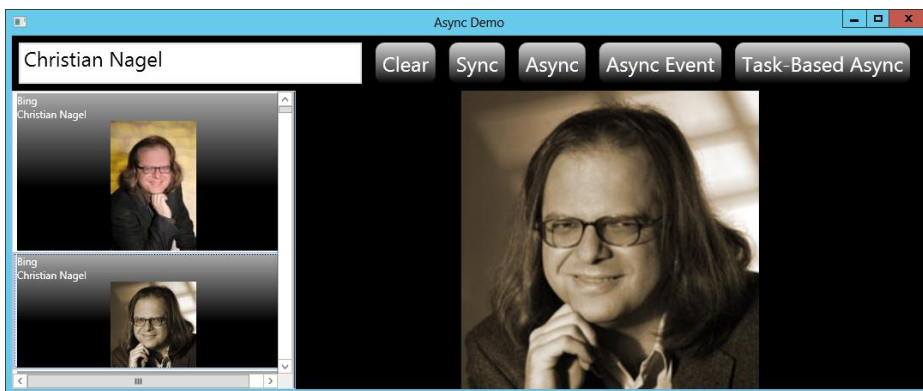 Async Demo
Christian Nagel
Clear Sync Async Async Event Task-Based Async
Bing
Christian Nagel
Bing
Christian Nagel